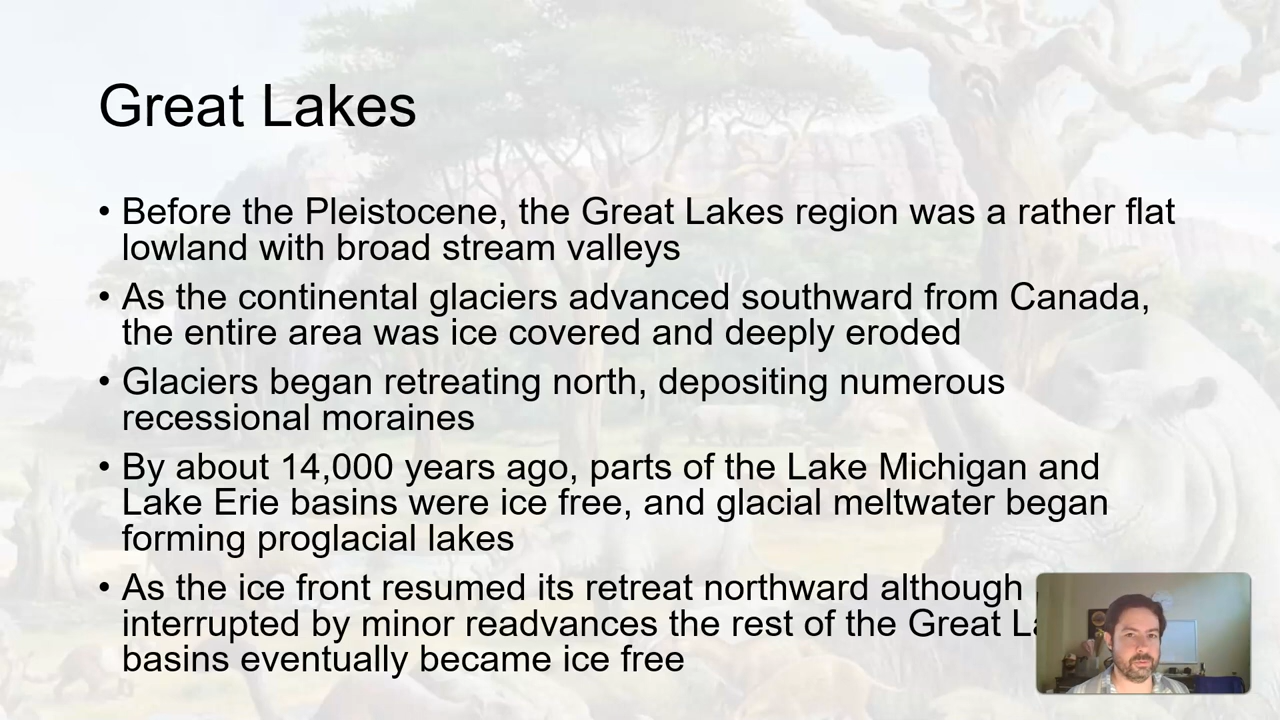 Great Lakes
• Before the Pleistocene, the Great Lakes region was a rather flat
lowland with broad stream valleys
• As the continental glaciers advanced southward from Canada,
the entire area was ice covered and deeply eroded
• Glaciers began retreating north, depositing numerous
recessional moraines
• By about 14,000 years ago, parts of the Lake Michigan and
Lake Erie basins were ice free, and glacial meltwater began
forming proglacial lakes
• As the ice front resumed its retreat northward although
interrupted by minor readvances the rest of the Great
basins eventually became ice free